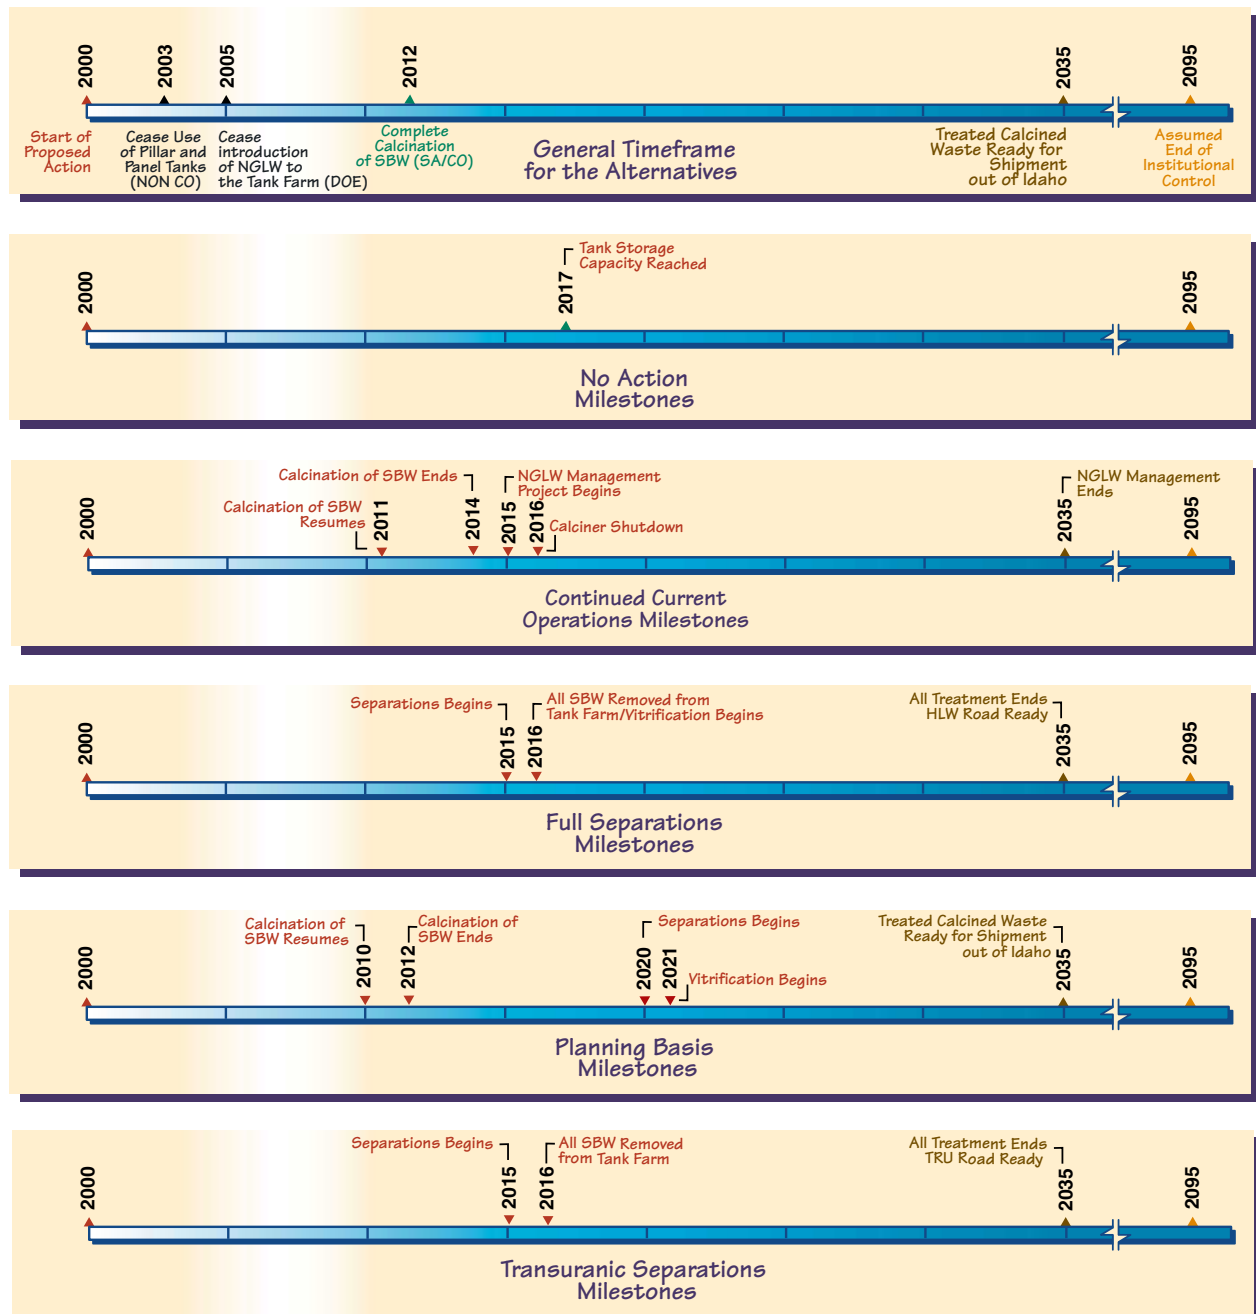 2000
2003
2005
2012
2035
2095
Start of
Proposed
Action
Cease Use
of Pillar and
Panel Tanks
(NON CO)
Cease
introduction
of NGLW to
the Tank Farm (DOE)
Complete
Calcination
of SBW (SA/CO)
General Timeframe
for the Alternatives
Treated Calcined
Waste Ready for
Shipment
out of Idaho
Assumed
End of
Institutional
Control
2000
2017
Tank Storage
Capacity Reached
2095
No Action
Milestones
2000
Calcination of SBW
Resumes
2011
Calcination of SBW Ends
2014
2015
NGLW Management
Project Begins
2016
Calciner Shutdown
2035
NGLW Management
Ends
2095
Continued Current
Operations Milestones
2000
Separations Begins
2015
2016
All SBW Removed from
Tank Farm/Vitrification Begins
All Treatment Ends
HLW Road Ready
2035
2095
Full Separations
Milestones
2000
Calcination of
SBW Resumes
2010
2012
Calcination of
SBW Ends
2020
Separations Begins
2021
Vitrification Begins
Treated Calcined Waste
Ready for Shipment
out of Idaho
2035
2095
Planning Basis
Milestones
2000
Separations Begins
2015
2016
All SBW Removed
from Tank Farm
All Treatment Ends
TRU Road Ready
2035
2095
Transuranic Separations
Milestones